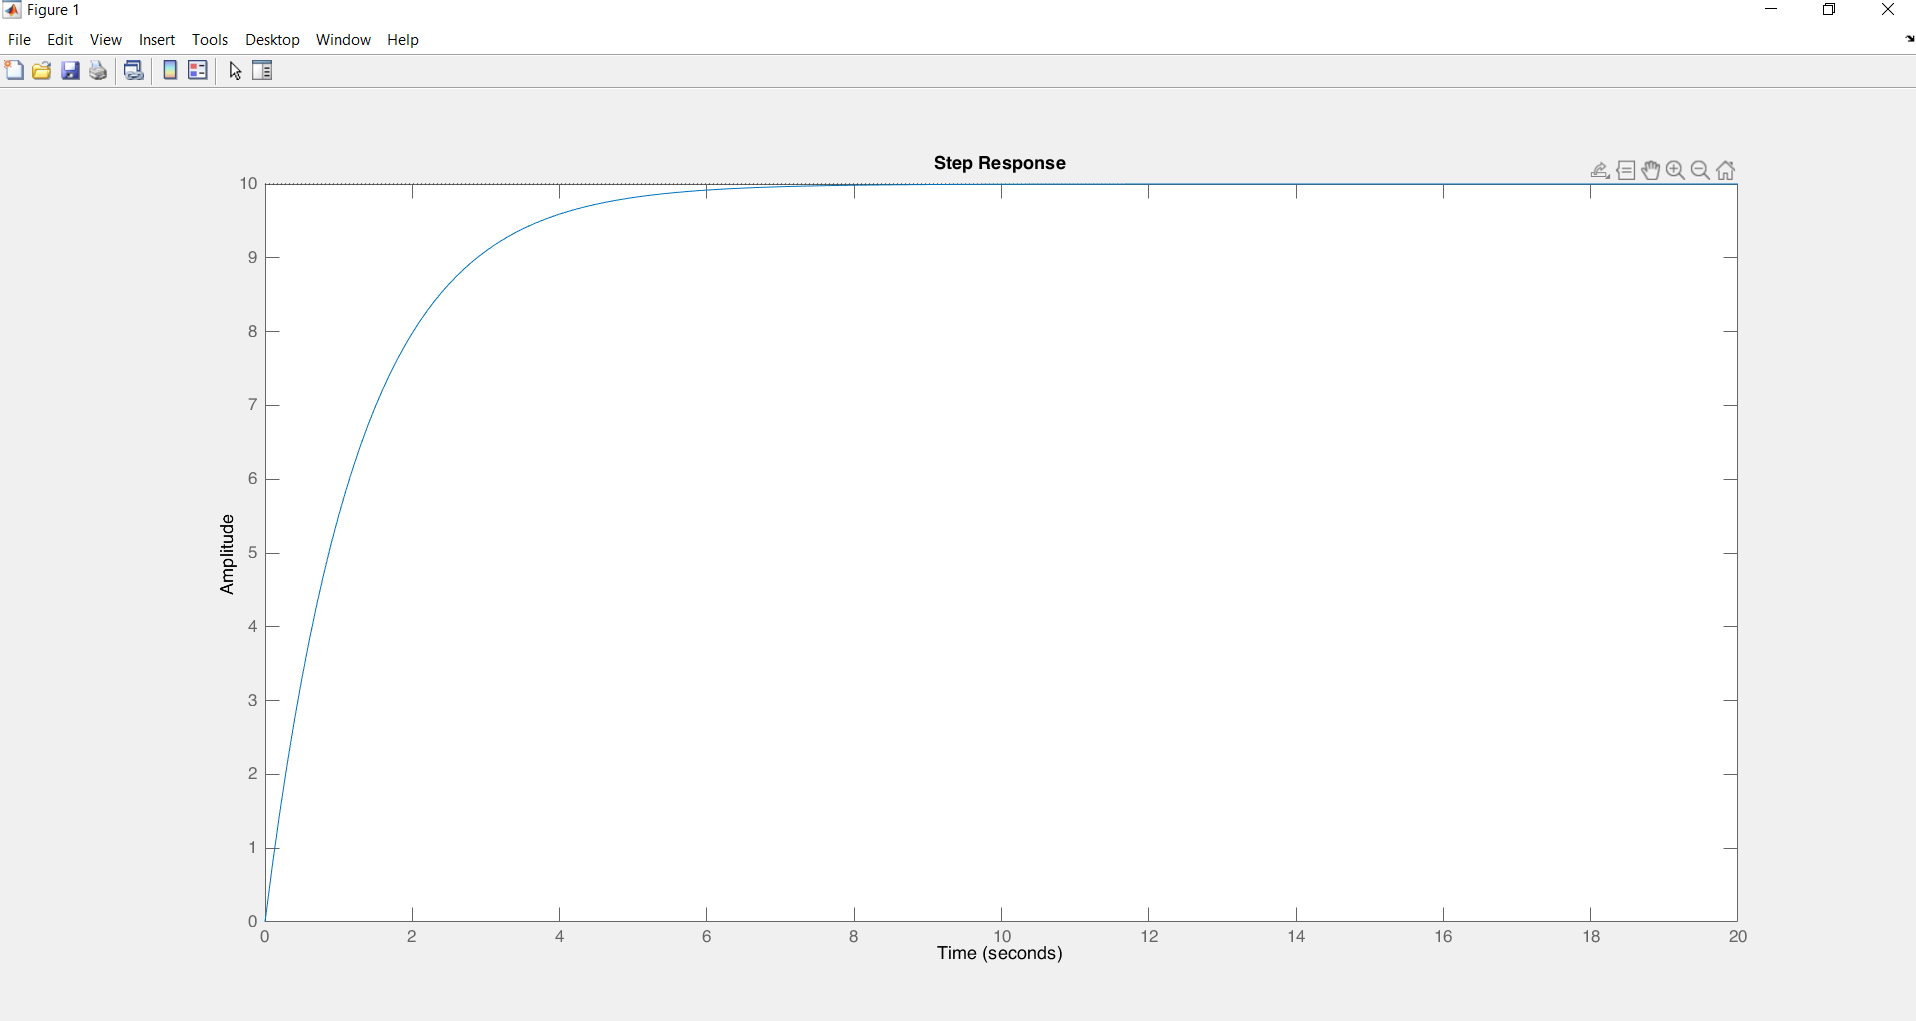 Figure 1
File Edit View Insert Tools Desktop Window Help
Step Response
10
9
8
7
6
5
4
3
2
1
0
Amplitude
0 2 4 6 8 10 12 14 16 18 20
Time (seconds)